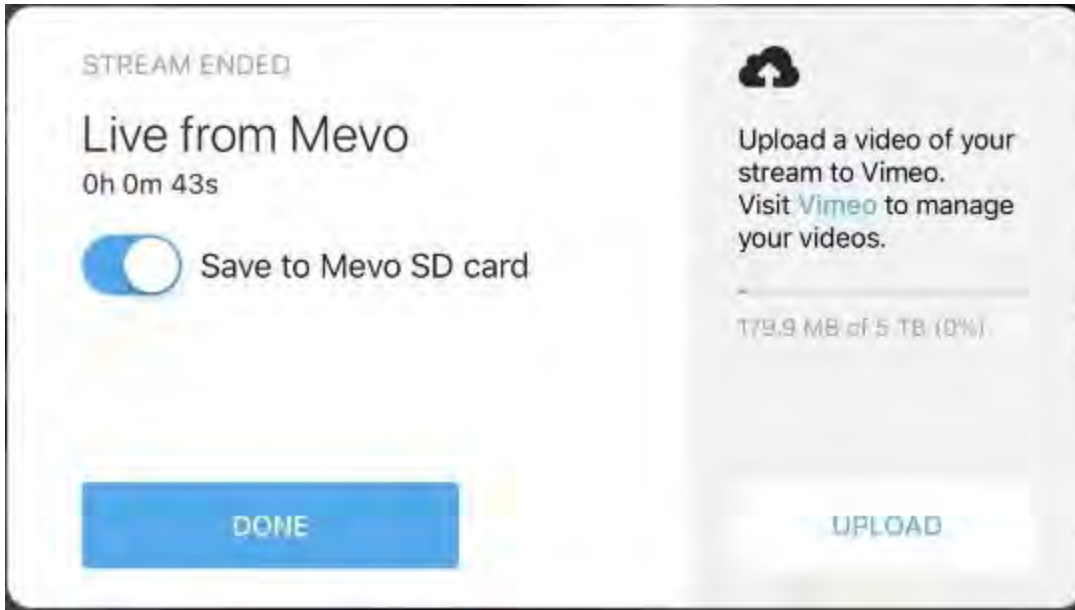 STREAM ENDED
Live from Mevo
0h 0m 43s
Save to Mevo SD card
DONE
Upload a video of your
stream to Vimeo.
Visit Vimeo to manage
your videos.
179.9 MB of 5 TB (0%)
UPLOAD